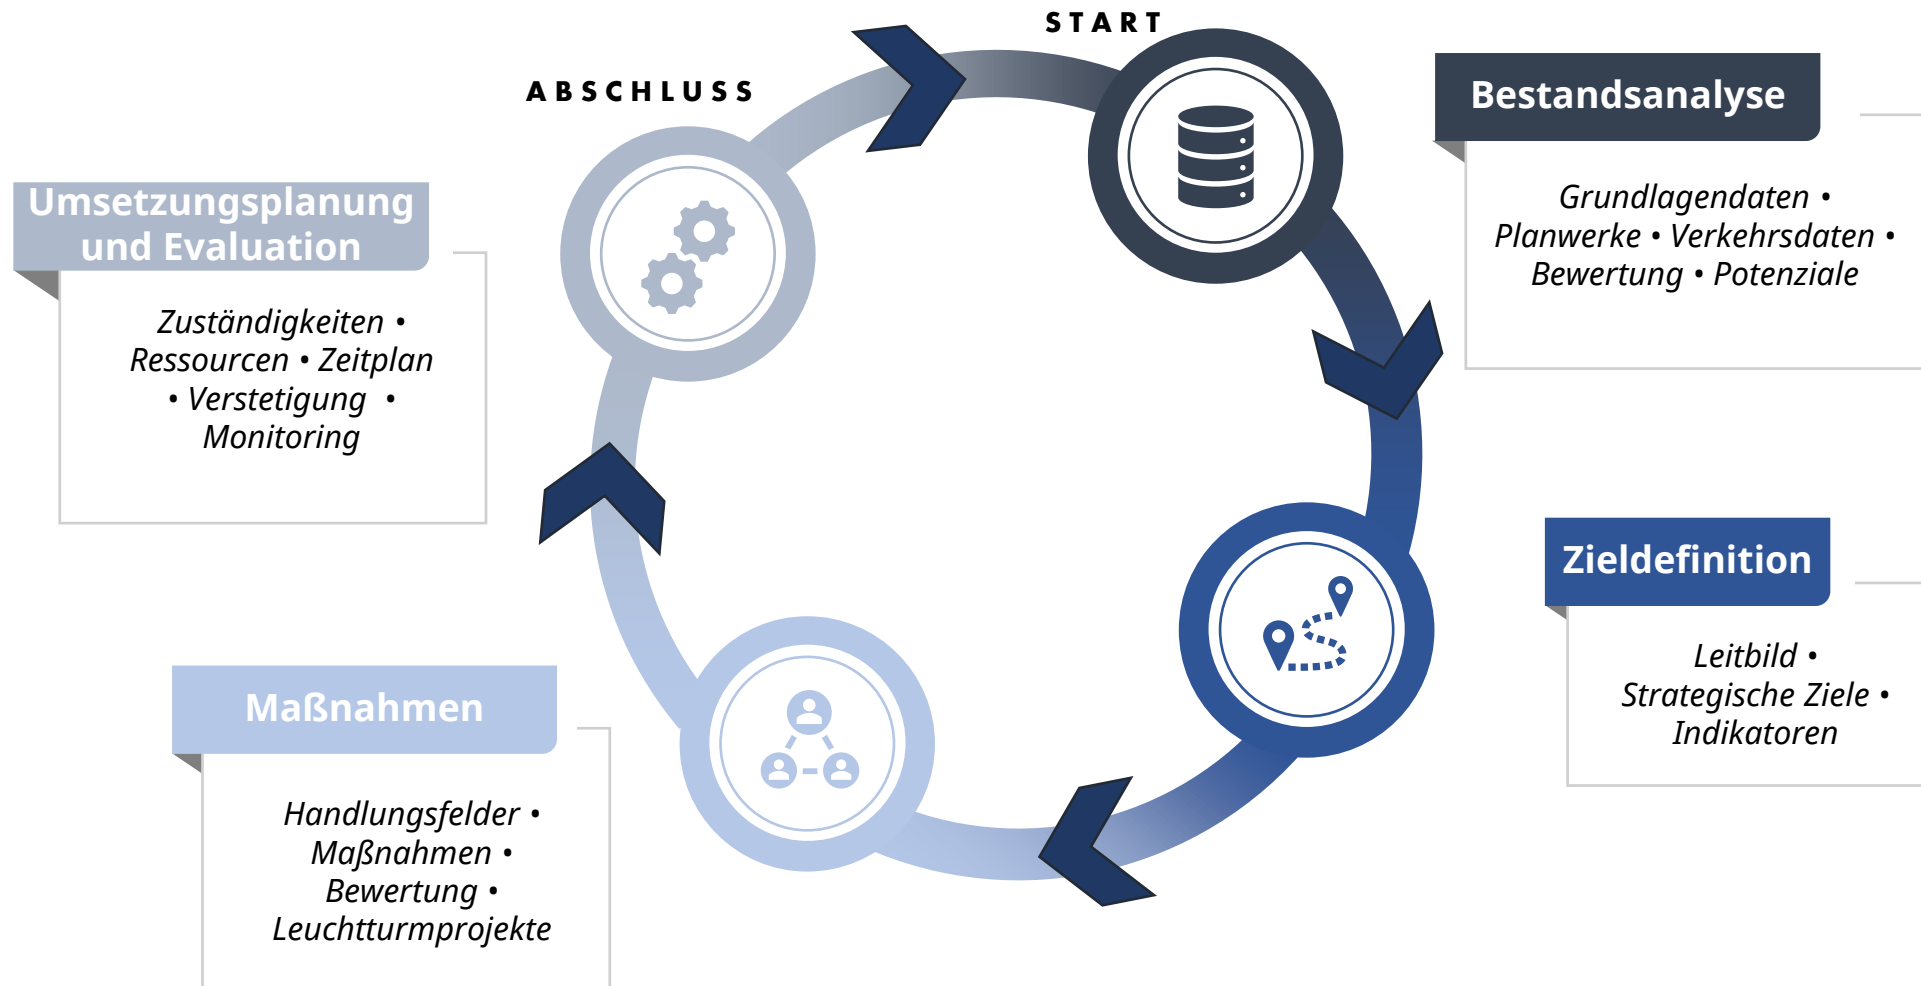 START
ABSCHLUSS
Bestandsanalyse
Grundlagendaten •
Planwerke • Verkehrsdaten •
Bewertung • Potenziale
Zieldefinition
Leitbild •
Strategische Ziele •
Indikatoren
Maßnahmen
Handlungsfelder •
Maßnahmen •
Bewertung •
Leuchtturmprojekte
Umsetzungsplanung
und Evaluation
Zuständigkeiten •
Ressourcen • Zeitplan
• Verstetigung •
Monitoring